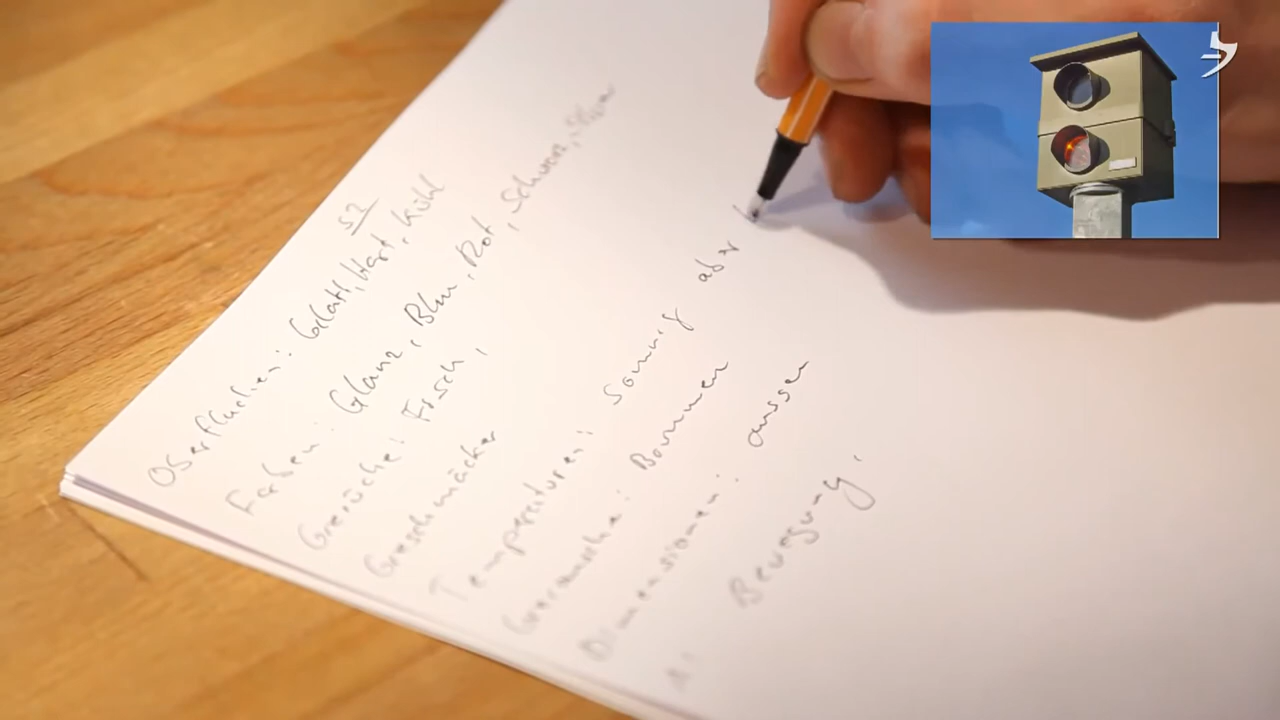 S2
Oberflächen: Glatt, Hart, Kühl
Farben: Glanz, Blau, Rot, Schwarz, Silber
Gerüche: Frisch,
Geschmäcker
Temperaturen: Sonnig aber
Geräusche: Brummen
Dimensionen: aussen
Bewegung.